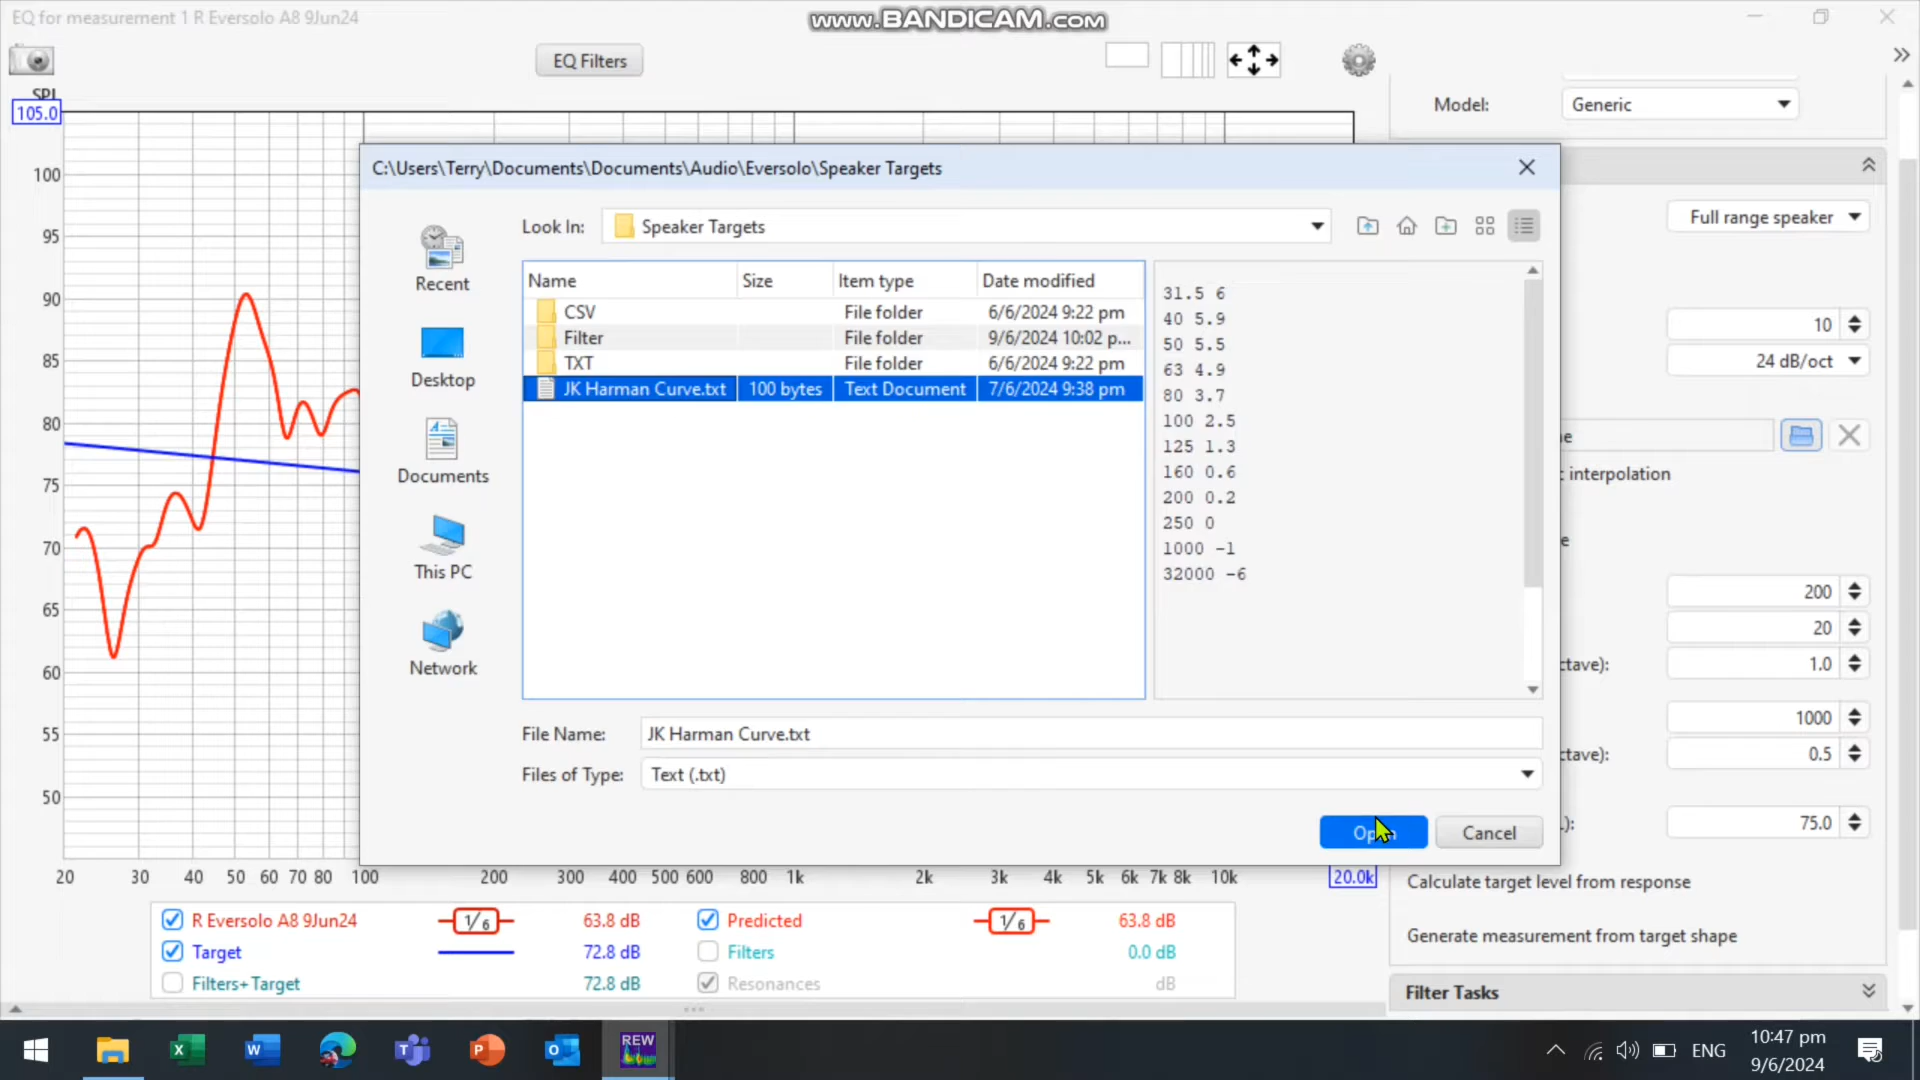 EQ for measurement 1 R Eversolo A8 9Jun24
www.BANDICAM.com
EQ Filters
SPL
105.0
100
95
90
85
80
75
70
65
60
55
50
20 30 40 50 60 70 80 100 200 300 400 500 600 800 1k 2k 3k 4k 5k 6k 7k 8k 10k 20.0k
C:\Users\Terry\Documents\Documents\Audio\Eversolo\Speaker Targets
Look In: Speaker Targets
Recent
Desktop
Documents
This PC
Network
Name Size Item type Date modified
CSV File folder 6/6/2024 9:22 pm
Filter File folder 9/6/2024 10:02 p...
TXT File folder 6/6/2024 9:22 pm
JK Harman Curve.txt 100 bytes Text Document 7/6/2024 9:38 pm
31.5 6
40 5.9
50 5.5
63 4.9
80 3.7
100 2.5
125 1.3
160 0.6
200 0.2
250 0
1000 -1
32000 -6
File Name: JK Harman Curve.txt
Files of Type: Text (.txt)
Cancel
Model: Generic
Full range speaker
10
24 dB/oct
interpolation
200
20
1.0
1000
0.5
75.0
Calculate target level from response
Generate measurement from target shape
Filter Tasks
R Eversolo A8 9Jun24 1/6 63.8 dB Predicted 1/6 63.8 dB
Target 72.8 dB Filters 0.0 dB
Filters+Target 72.8 dB Resonances dB
REW
ENG
10:47 pm
9/6/2024